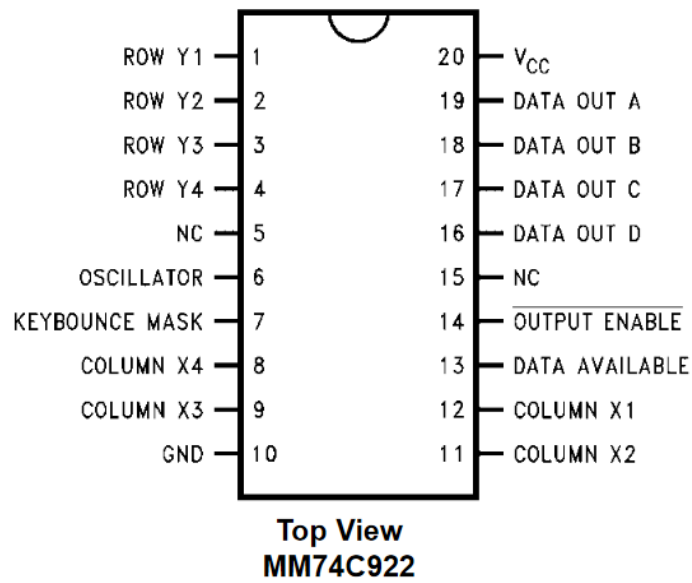 ROW Y1 1 20 VCC
ROW Y2 2 19 DATA OUT A
ROW Y3 3 18 DATA OUT B
ROW Y4 4 17 DATA OUT C
NC 5 16 DATA OUT D
OSCILLATOR 6 15 NC
KEYBOUNCE MASK 7 14 OUTPUT ENABLE
COLUMN X4 8 13 DATA AVAILABLE
COLUMN X3 9 12 COLUMN X1
GND 10 11 COLUMN X2
Top View
MM74C922